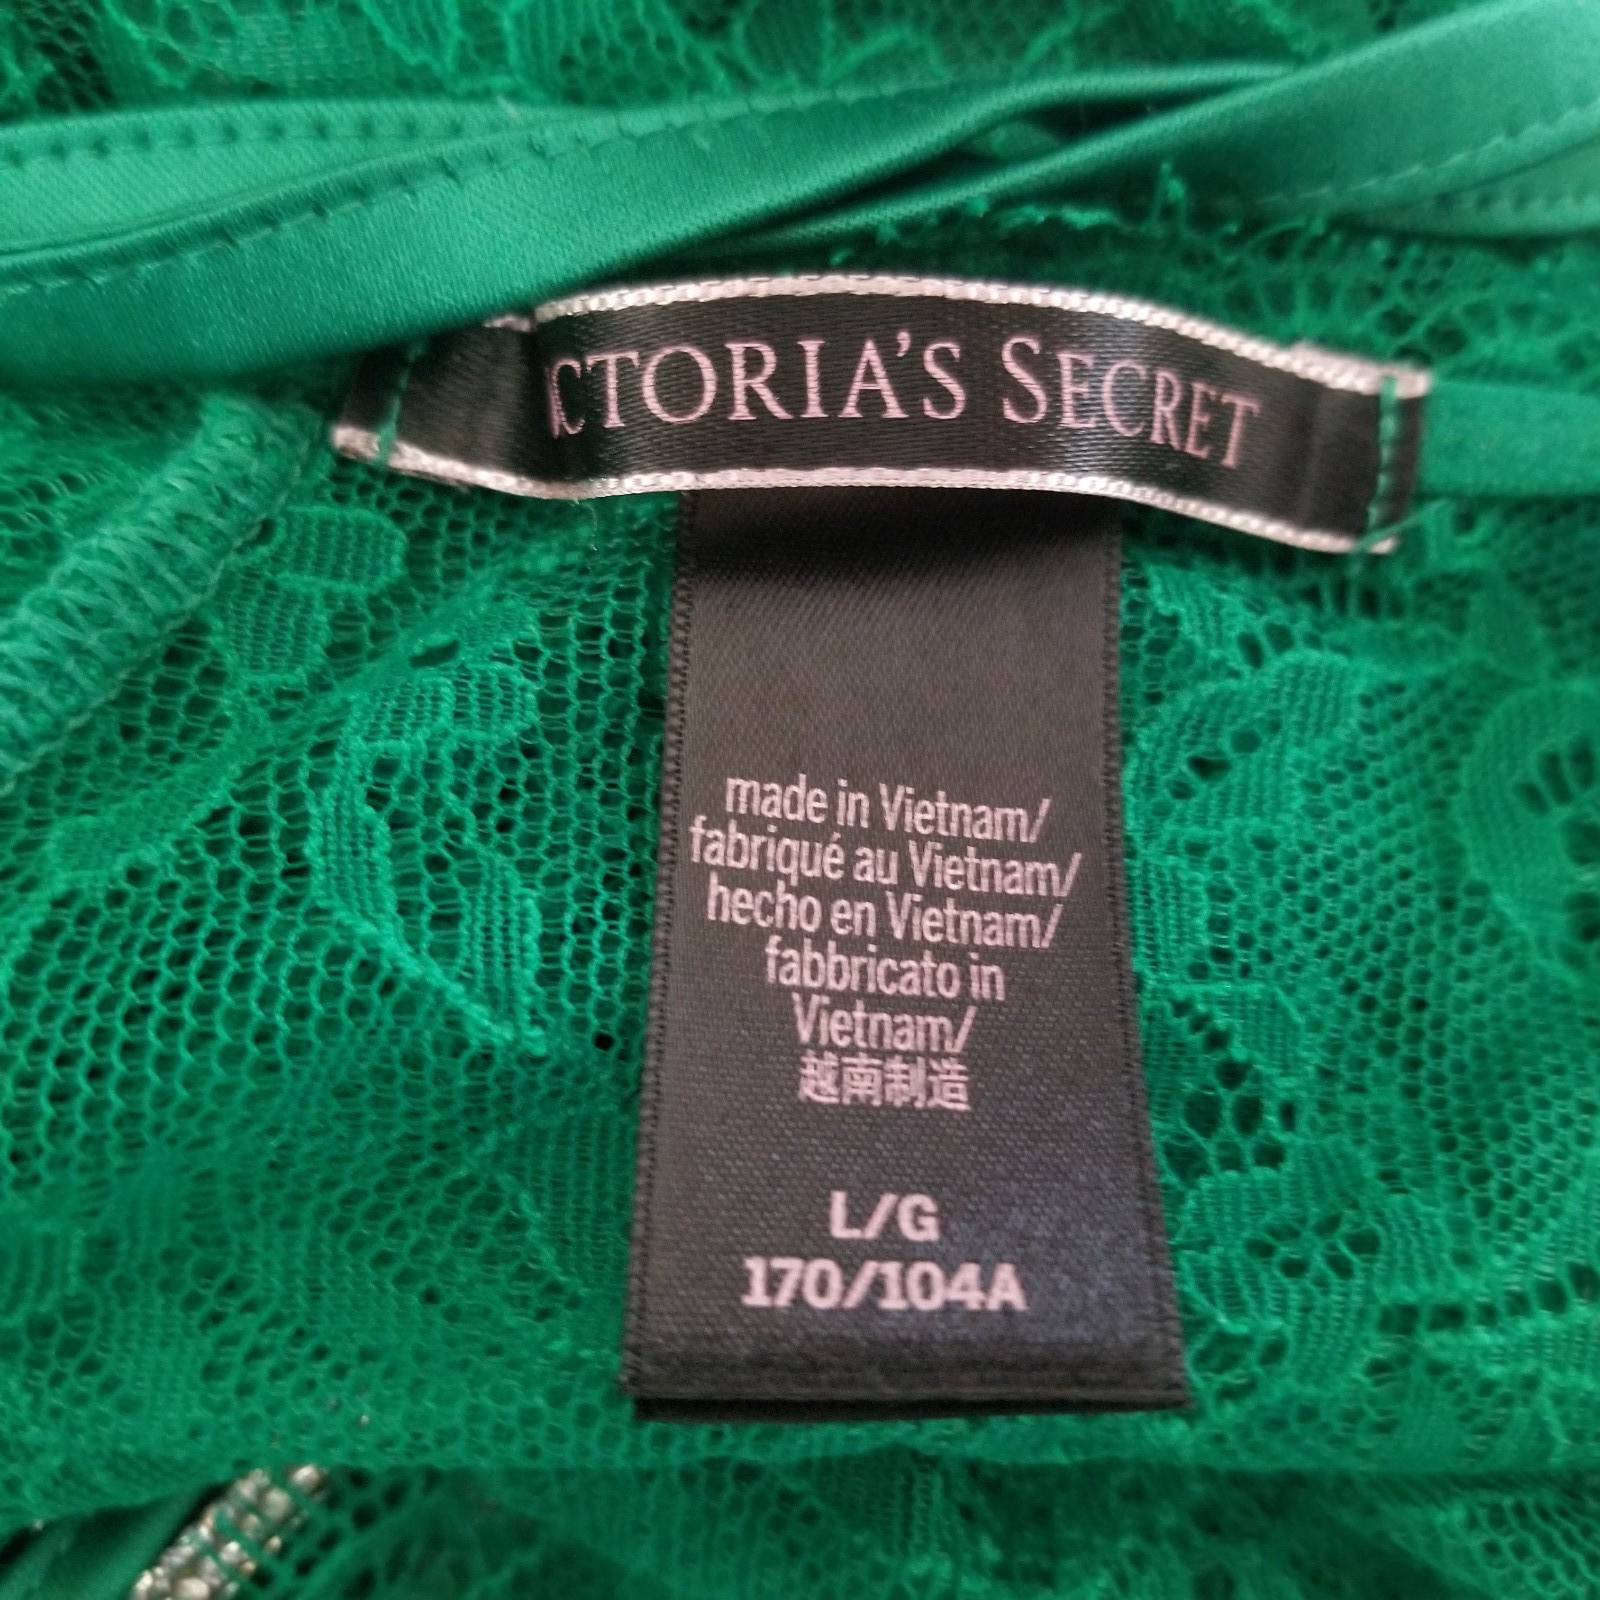 VICTORIA'S SECRET
made in Vietnam/
fabriqué au Vietnam/
hecho en Vietnam/
fabbricato in
Vietnam/
越南制造
L/G
170/104A